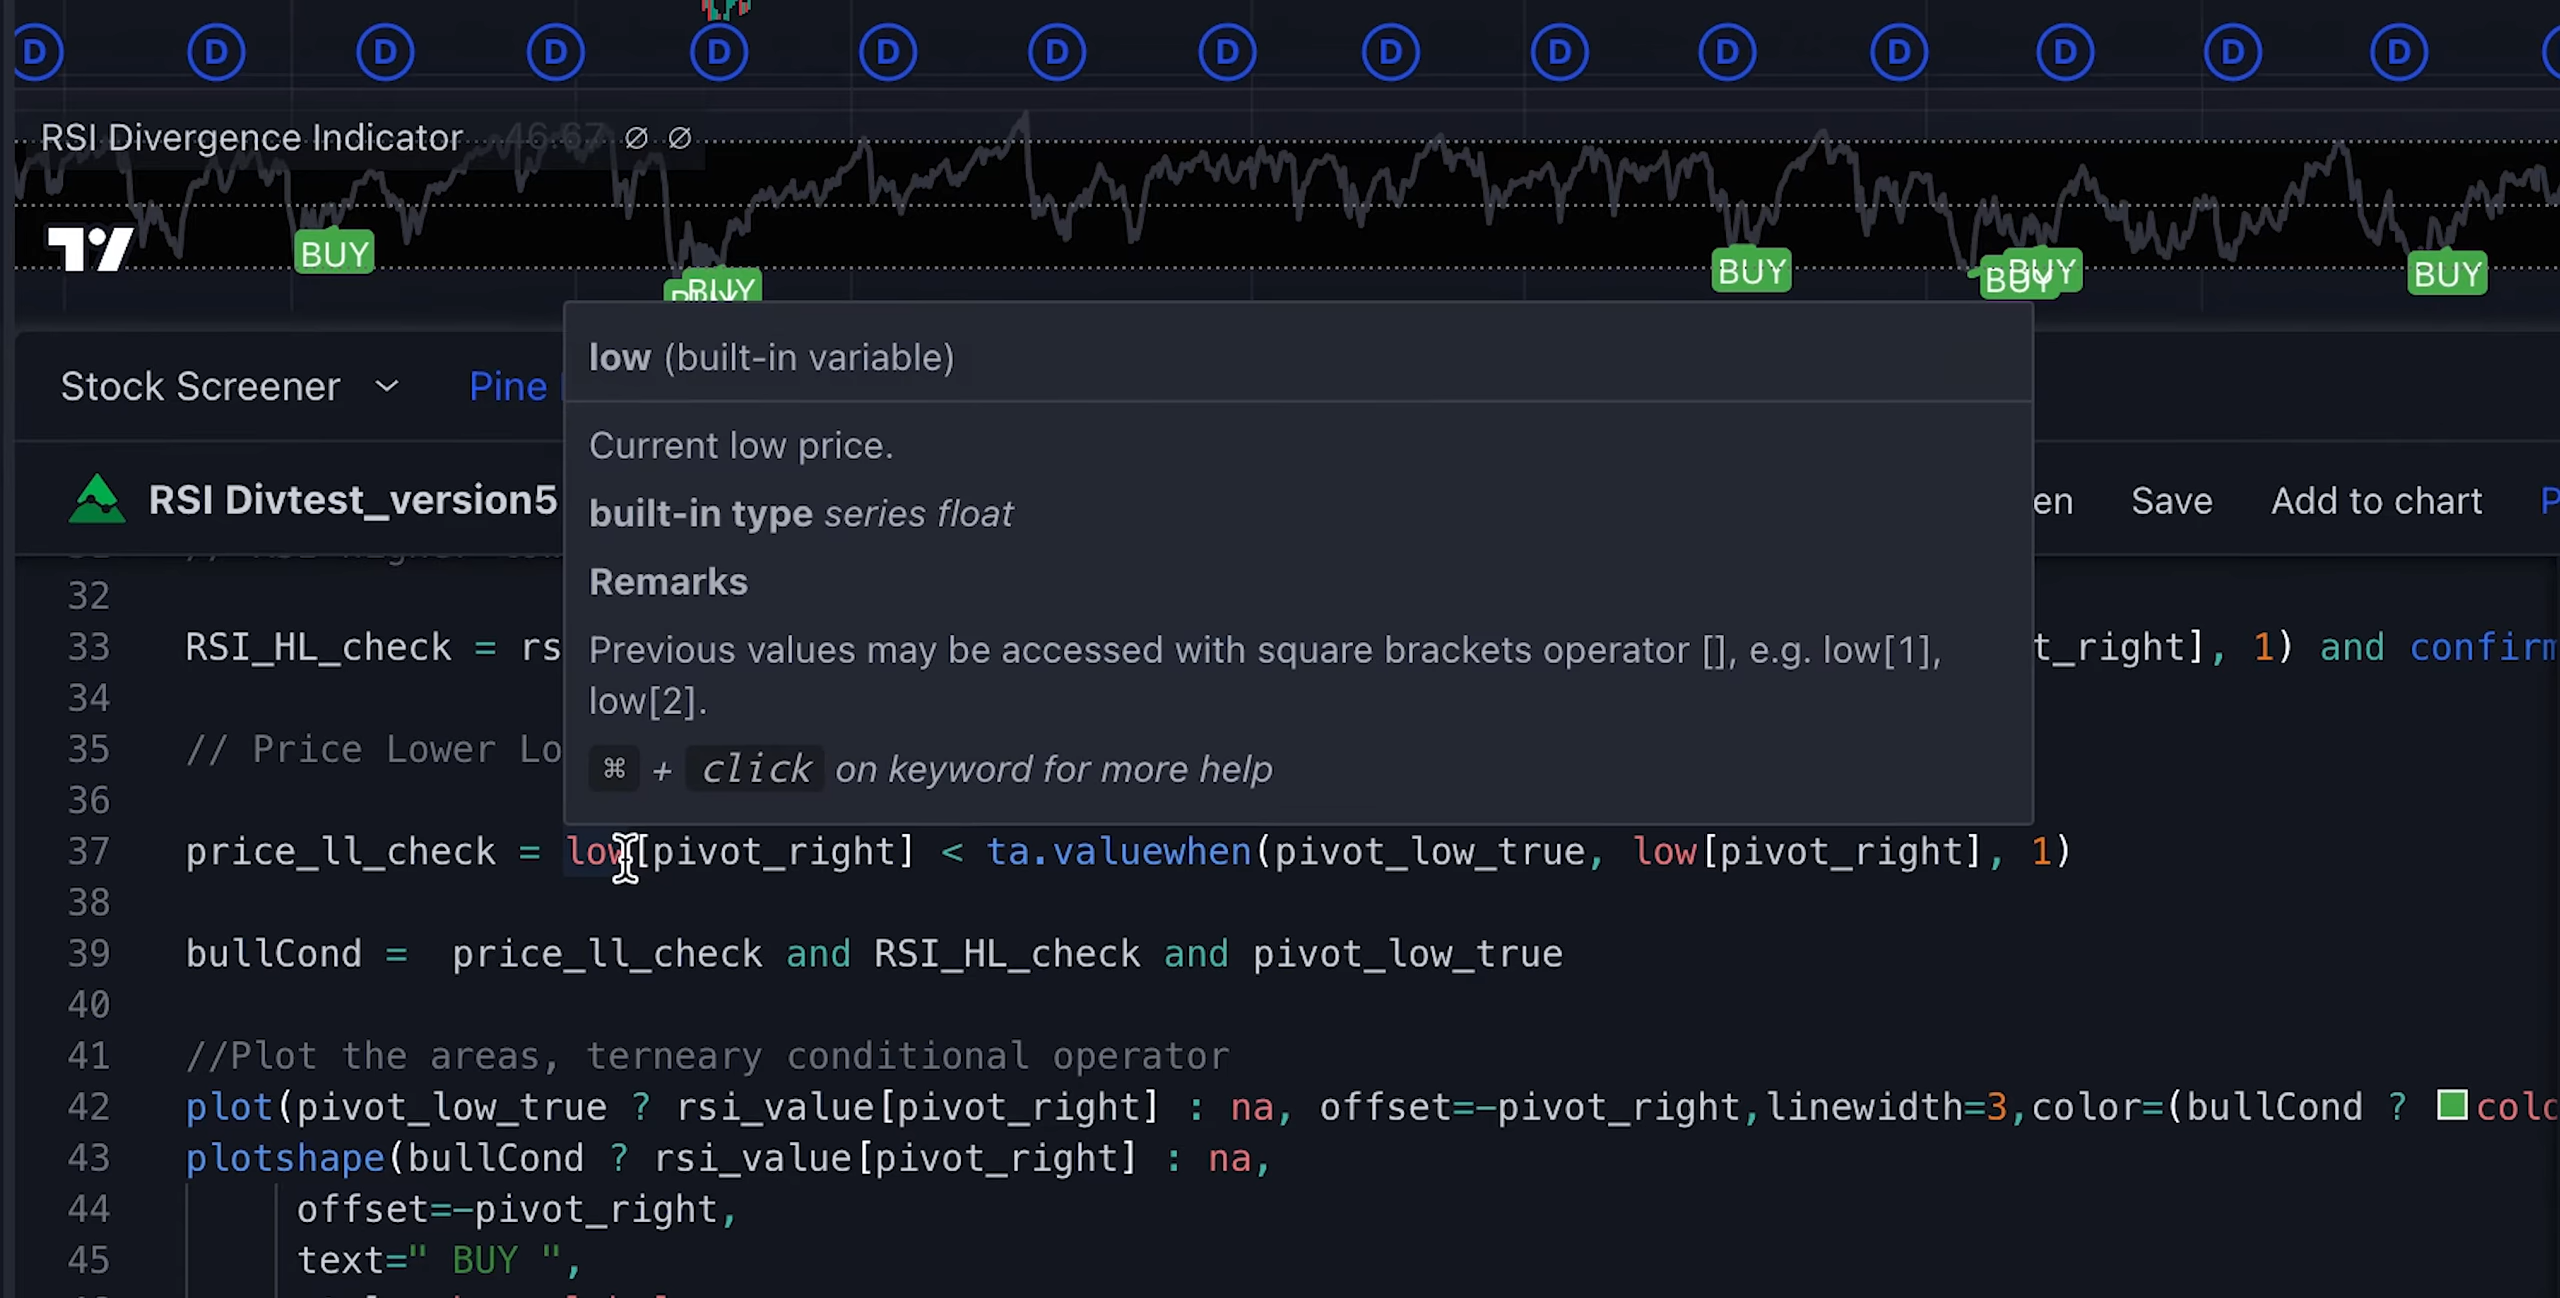 D D D D D D D D D D D D D D D
RSI Divergence Indicator 46.67 ∅ ∅
BUY
BUY
BUY
BUY BUY
BUY
low (built-in variable)
Stock Screener Pine
Current low price.
RSI Divtest_version5 built-in type series float en Save Add to chart P
Remarks
32
33 RSI_HL_check = rs t_right], 1) and confirm
Previous values may be accessed with square brackets operator [], e.g. low[1],
low[2].
34
35 // Price Lower Lo
⌘ + click on keyword for more help
36
37 price_ll_check = low[pivot_right] < ta.valuewhen(pivot_low_true, low[pivot_right], 1)
38
39 bullCond =  price_ll_check and RSI_HL_check and pivot_low_true
40
41 //Plot the areas, terneary conditional operator
42 plot(pivot_low_true ? rsi_value[pivot_right] : na, offset=-pivot_right,linewidth=3,color=(bullCond ? colo
43 plotshape(bullCond ? rsi_value[pivot_right] : na,
44 offset=-pivot_right,
45 text=" BUY ",